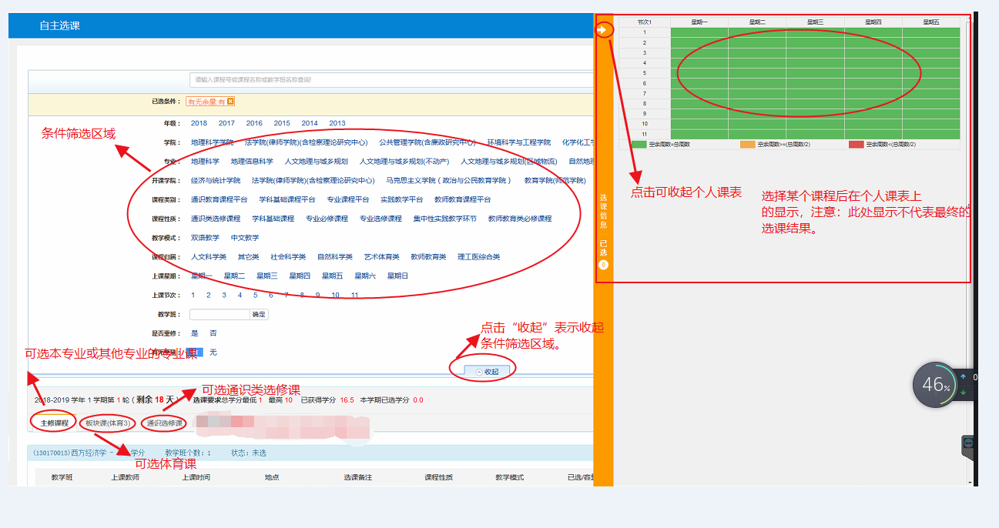 自主选课
请输入课程号或课程名称或教学班名称查询!
已选条件： 有无余量 有
年级： 2018 2017 2016 2015 2014 2013
条件筛选区域
学院： 地理科学学院 法学院(律师学院)(含检察理论研究中心) 公共管理学院(含廉政研究中心) 环境科学与工程学院 化学化工学
专业： 地理科学 地理信息科学 人文地理与城乡规划 人文地理与城乡规划(不动产) 人文地理与城乡规划(区域物流) 自然地理
开课学院： 经济与统计学院 法学院(律师学院)(含检察理论研究中心) 马克思主义学院（政治与公民教育学院） 教育学院(师范学院)
课程类别： 通识教育课程平台 学科基础课程平台 专业课程平台 实践教学平台 教师教育课程平台
课程性质： 通识类选修课程 学科基础课程 专业必修课程 专业选修课程 集中性实践教学环节 教师教育类必修课程
教学模式： 双语教学 中文教学
课程归属： 人文科学类 其它类 社会科学类 自然科学类 艺术体育类 教师教育类 理工医综合类
上课星期： 星期一 星期二 星期三 星期四 星期五 星期六 星期日
上课节次： 1 2 3 4 5 6 7 8 9 10 11
教学班： 确定
是否重修： 是 否
无
点击“收起”表示收起
条件筛选区域。
可选本专业或其他专业的专业课
收起
可选通识类选修课
2018-2019 学年 1 学期第 1 轮（剩余 18 天） 选课要求总学分最低 1 最高 10 已获得学分 16.5 本学期已选学分 0.0
主修课程 板块课(体育3) 通识选修课
(130170013)西方经济学 - 学分 教学班个数：1 状态：未选
可选体育课
教学班 上课教师 上课时间 地点 选课备注 课程性质 教学模式 已选/容量
选课信息
已选
0
节次1 星期一 星期二 星期三 星期四 星期五
1
2
3
4
5
6
7
8
9
10
11
空余周数=总周数 空余周数>=(总周数/2) 空余周数<(总周数/2)
点击可收起个人课表
选择某个课程后在个人课表上
的显示，注意：此处显示不代表最终的
选课结果。
46%
0